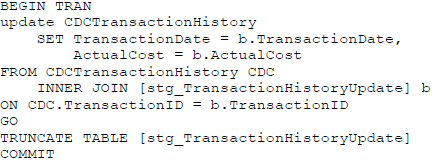 BEGIN TRAN
update CDCTransactionHistory
SET TransactionDate = b.TransactionDate,
ActualCost = b.ActualCost
FROM CDCTransactionHistory CDC
INNER JOIN [stg_TransactionHistoryUpdate] b
ON CDC.TransactionID = b.TransactionID
GO
TRUNCATE TABLE [stg_TransactionHistoryUpdate]
COMMIT